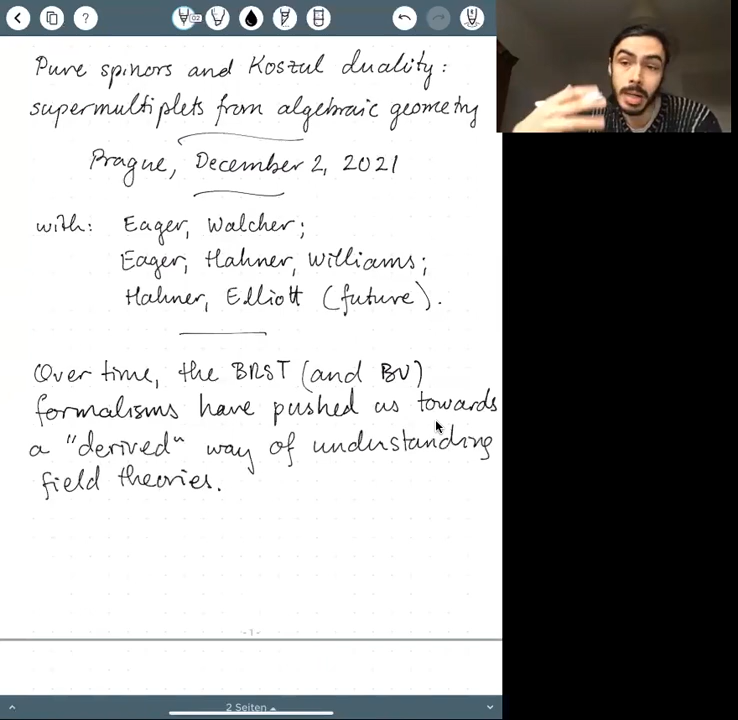 Pure spinors and Koszul duality:
supermultiplets from algebraic geometry
Prague, December 2, 2021
with: Eager, Walcher;
Eager, Hahner, Williams;
Hahner, Elliott (future).
Over time, the BRST (and BV)
formalisms have pushed us towards
a "derived" way of understanding
field theories.
-1-
2 Seiten